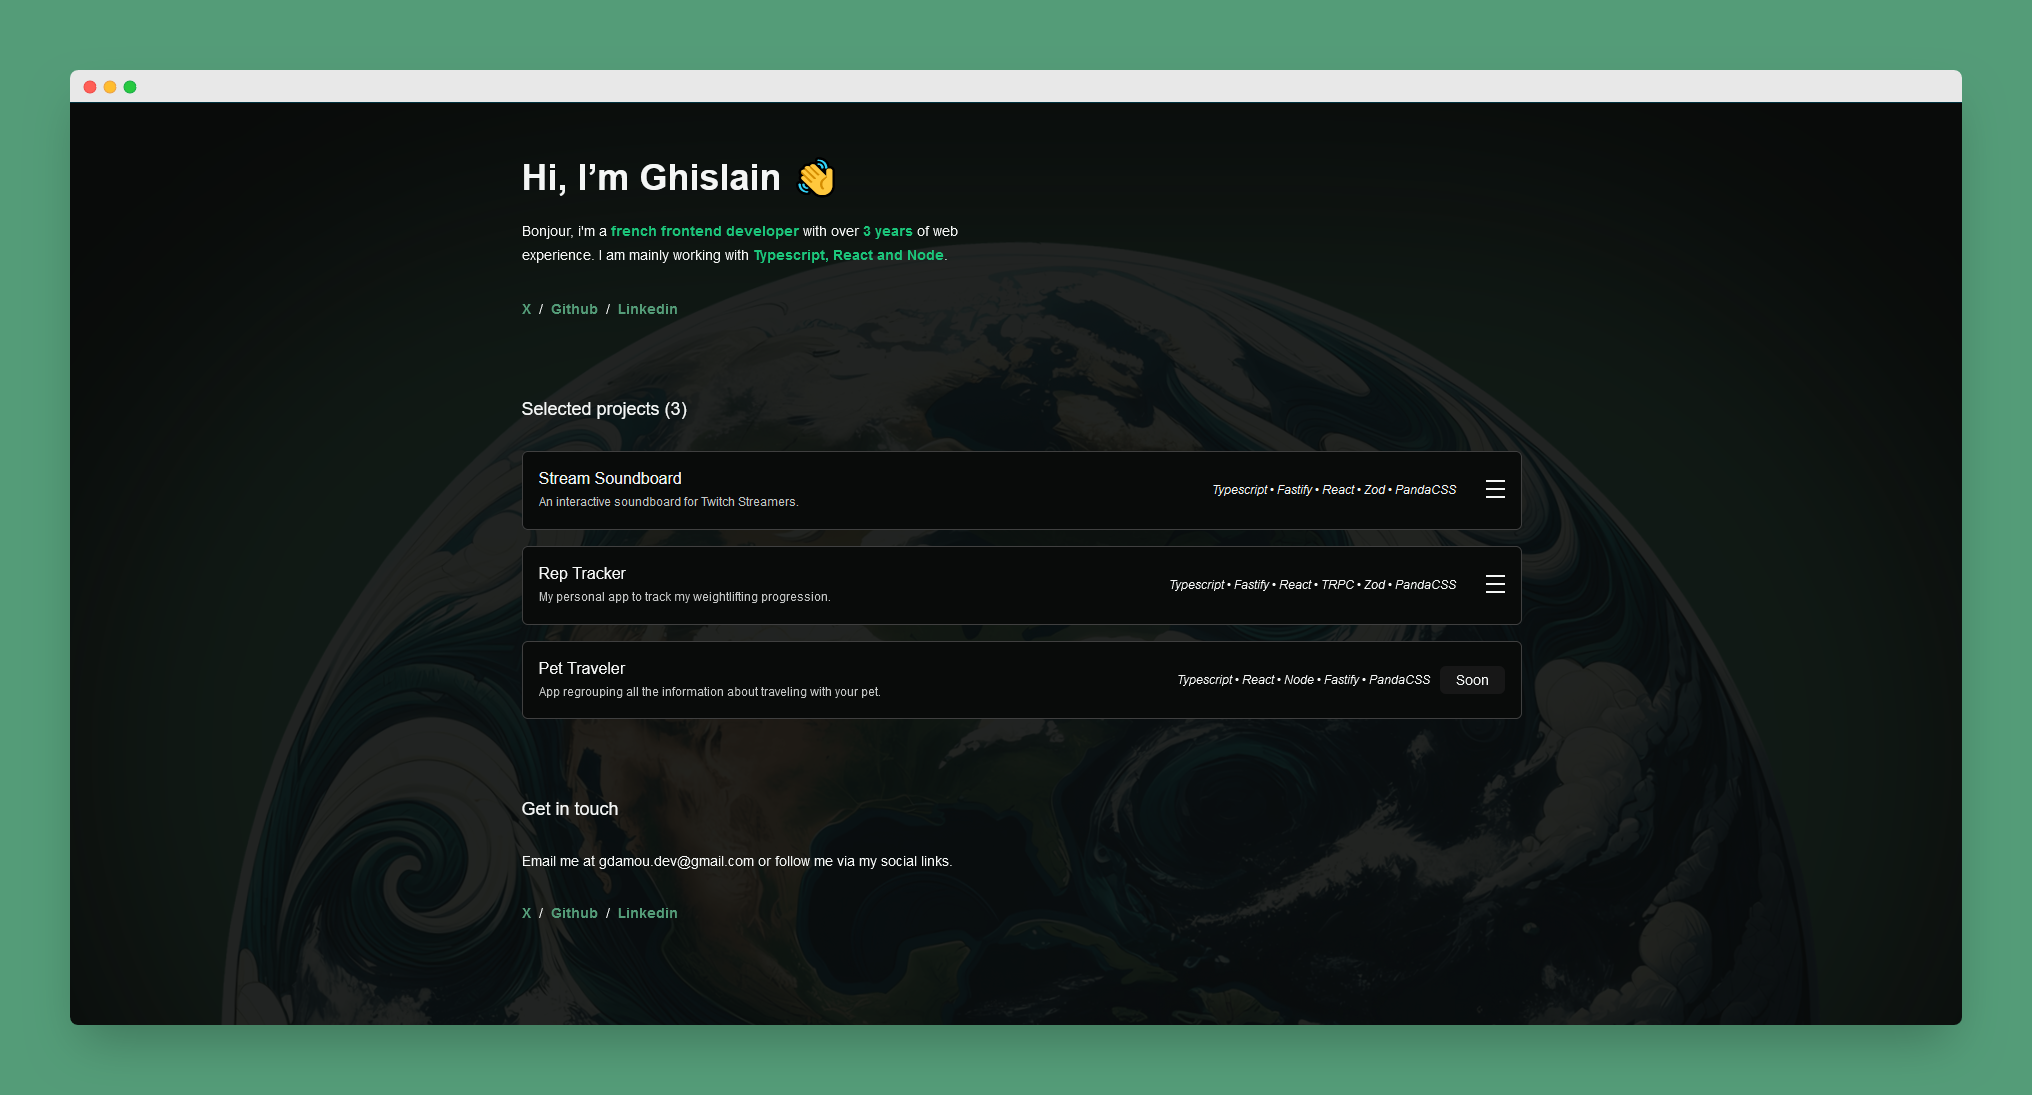 Hi, I’m Ghislain 👋
Bonjour, i'm a french frontend developer with over 3 years of web
experience. I am mainly working with Typescript, React and Node.
X / Github / Linkedin
Selected projects (3)
Stream Soundboard
An interactive soundboard for Twitch Streamers.
Typescript • Fastify • React • Zod • PandaCSS
Rep Tracker
My personal app to track my weightlifting progression.
Typescript • Fastify • React • TRPC • Zod • PandaCSS
Pet Traveler
App regrouping all the information about traveling with your pet.
Typescript • React • Node • Fastify • PandaCSS
Soon
Get in touch
Email me at gdamou.dev@gmail.com or follow me via my social links.
X / Github / Linkedin